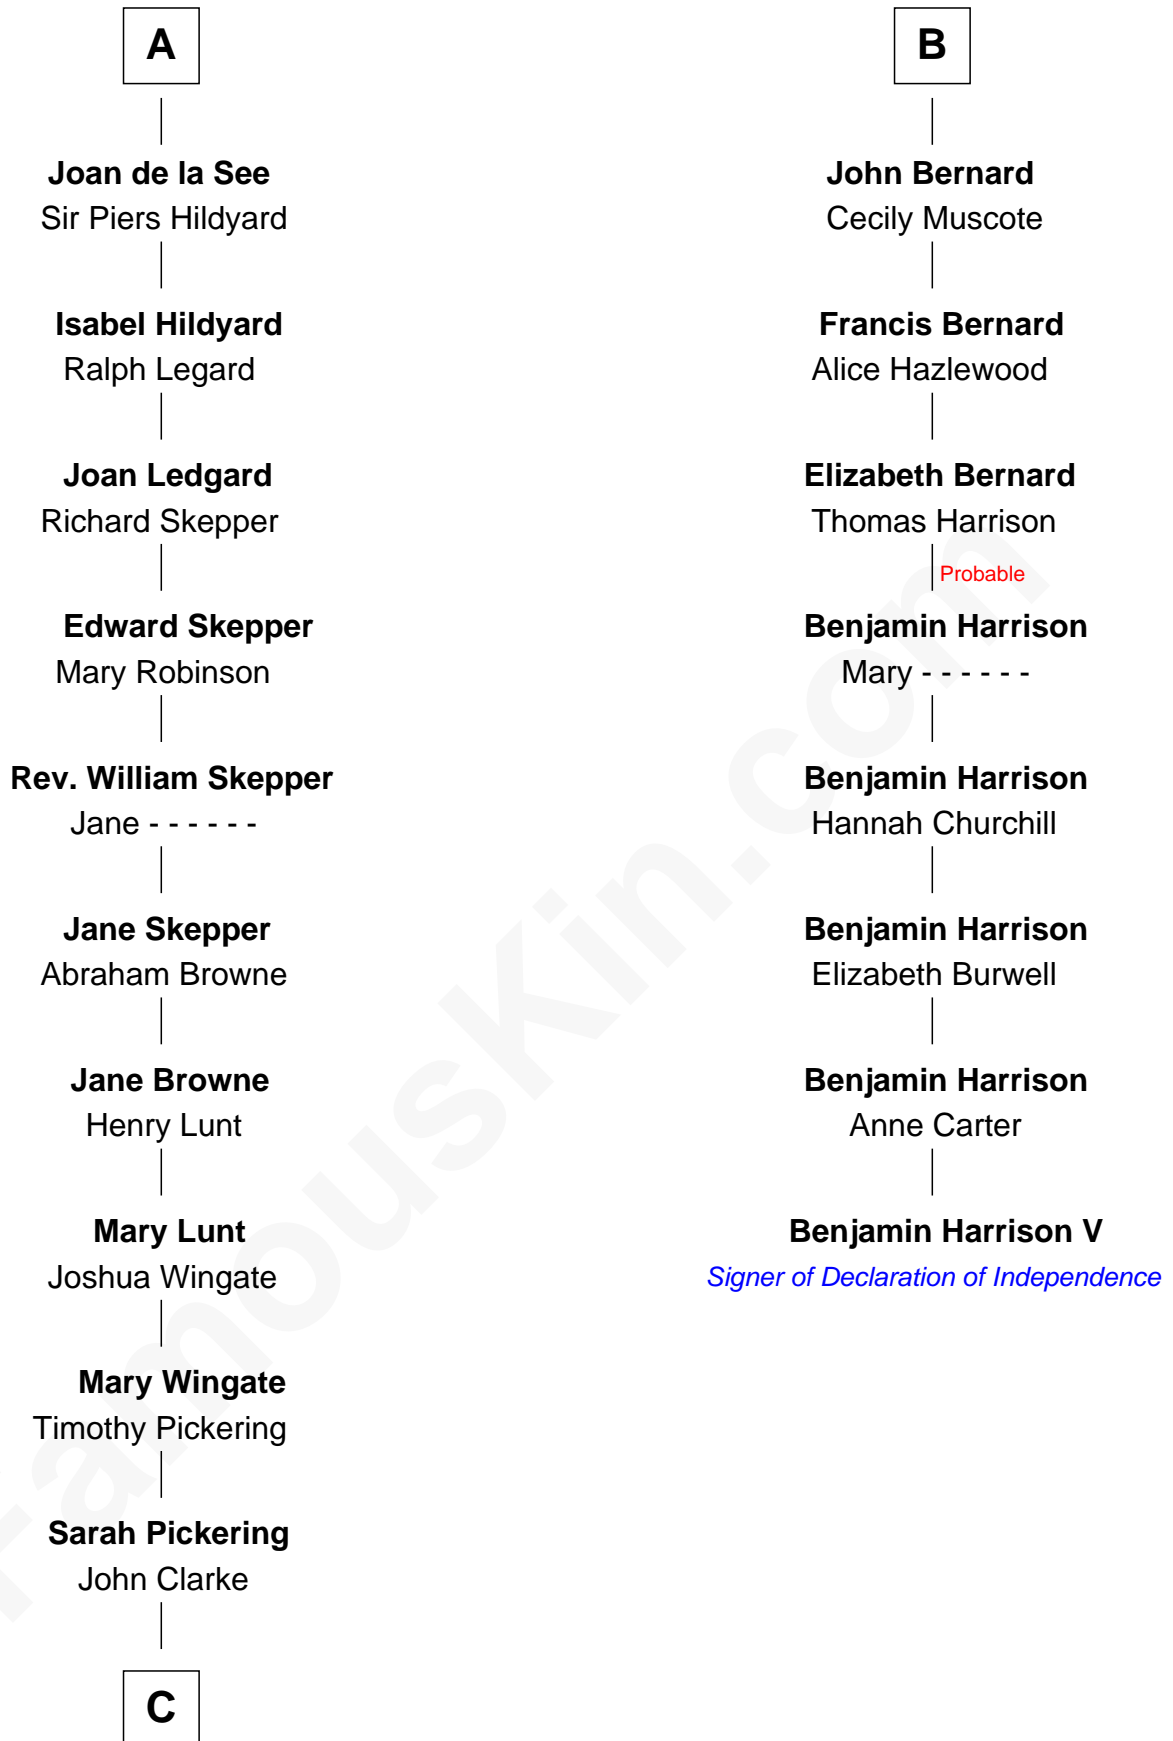 A
Joan de la See
Sir Piers Hildyard
Isabel Hildyard
Ralph Legard
Joan Ledgard
Richard Skepper
Edward Skepper
Mary Robinson
Rev. William Skepper
Jane - - - - - -
Jane Skepper
Abraham Browne
Jane Browne
Henry Lunt
Mary Lunt
Joshua Wingate
Mary Wingate
Timothy Pickering
Sarah Pickering
John Clarke
C
B
John Bernard
Cecily Muscote
Francis Bernard
Alice Hazlewood
Elizabeth Bernard
Thomas Harrison
Probable
Benjamin Harrison
Mary - - - - - -
Benjamin Harrison
Hannah Churchill
Benjamin Harrison
Elizabeth Burwell
Benjamin Harrison
Anne Carter
Benjamin Harrison V
Signer of Declaration of Independence
FamousKin.com